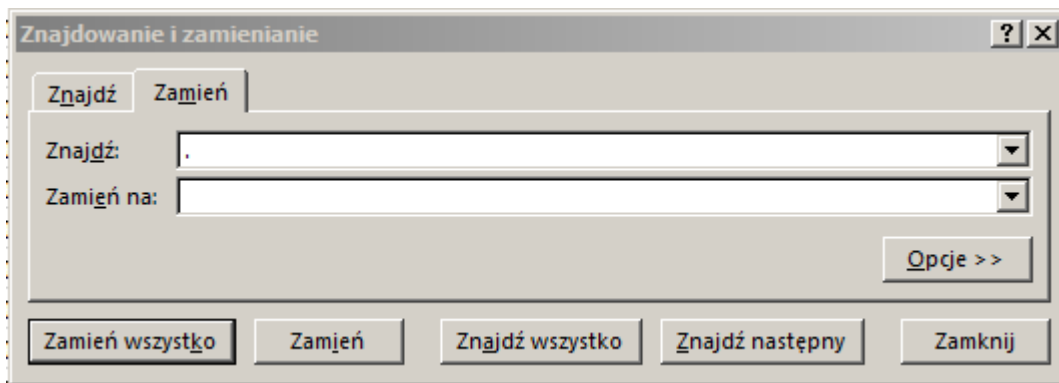 Znajdowanie i zamienianie
Znajdź Zamień
Znajdź: .
Zamień na:
Opcje >>
Zamień wszystko Zamień Znajdź wszystko Znajdź następny Zamknij